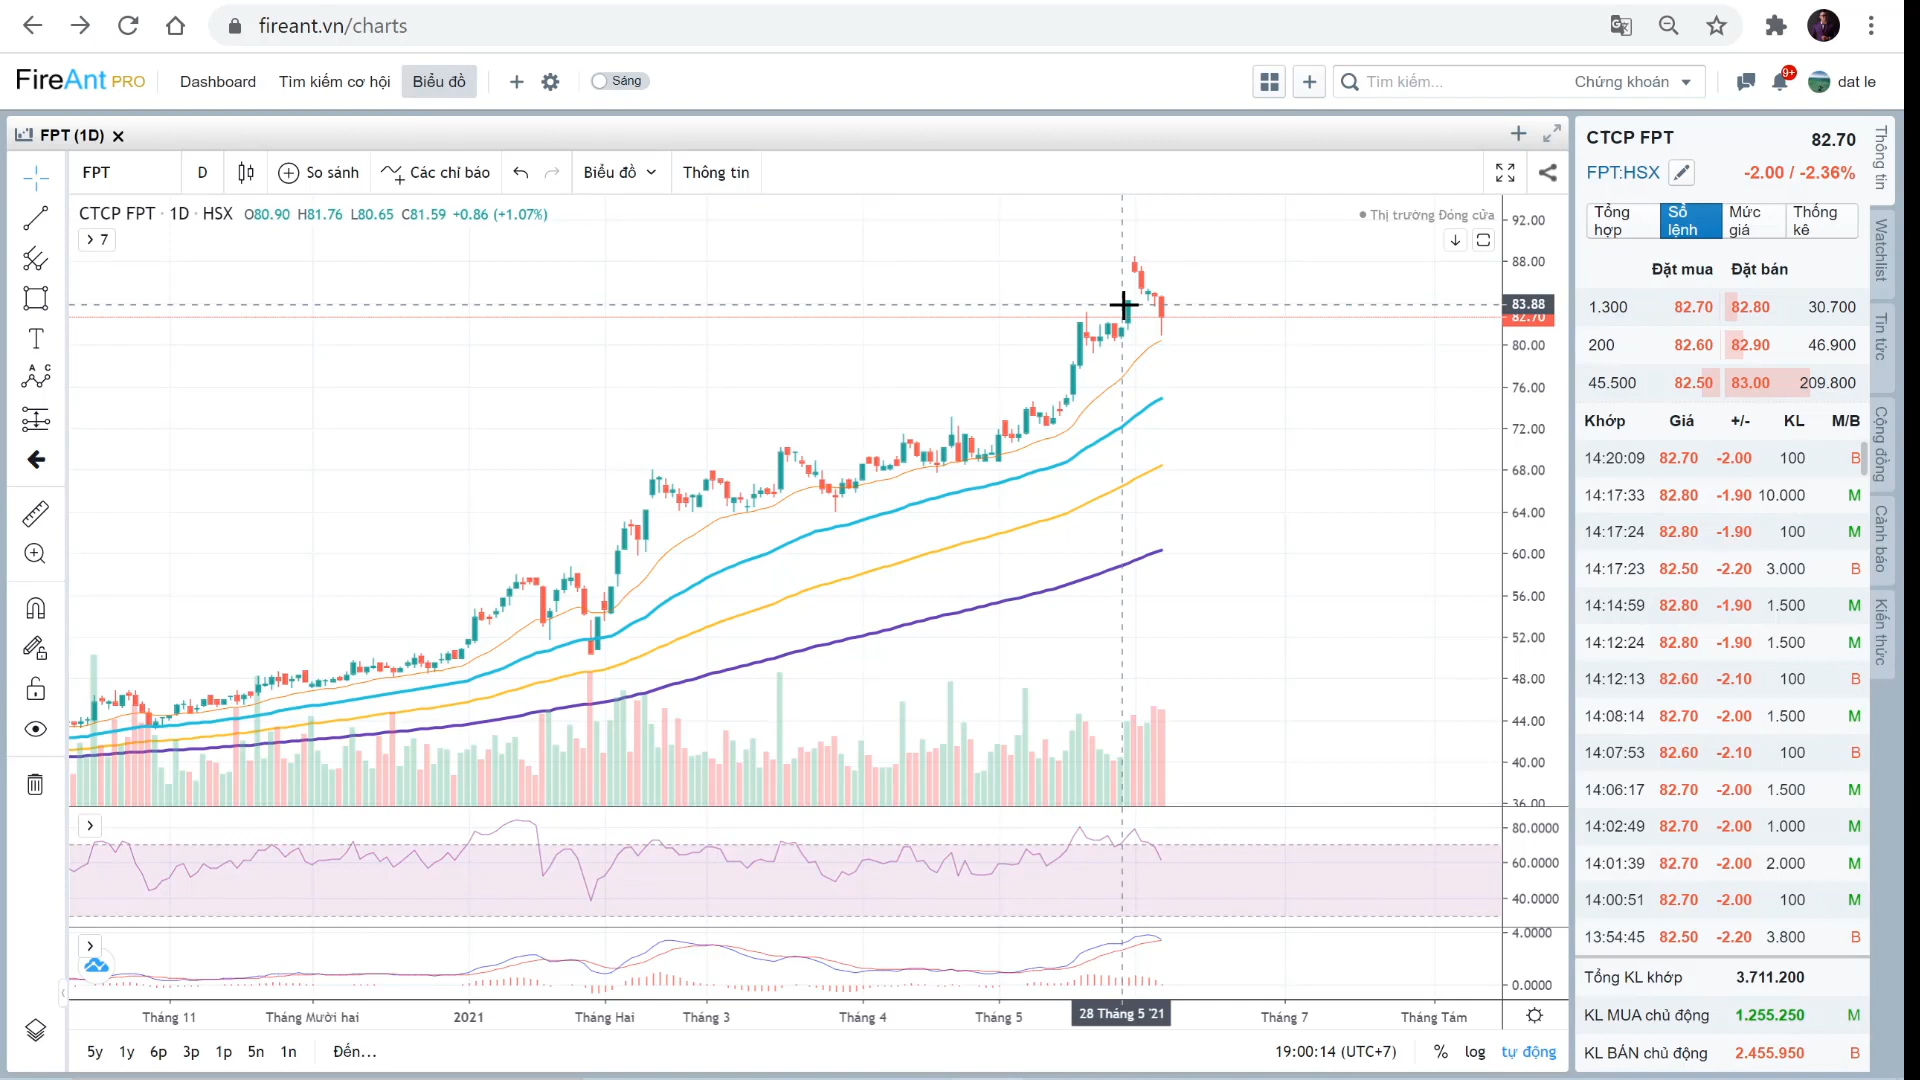 fireant.vn/charts
FireAnt PRO
Dashboard
Tìm kiếm cơ hội
Biểu đồ
Sáng
Tìm kiếm...
Chứng khoán
9+
dat le
FPT (1D)
FPT
D
So sánh
Các chỉ báo
Biểu đồ
Thông tin
CTCP FPT · 1D · HSX O80.90 H81.76 L80.65 C81.59 +0.86 (+1.07%)
7
Thị trường Đóng cửa
92.00
88.00
83.88
82.70
80.00
76.00
72.00
68.00
64.00
60.00
56.00
52.00
48.00
44.00
40.00
36.00
80.0000
60.0000
40.0000
4.0000
0.0000
Tháng 11
Tháng Mười hai
2021
Tháng Hai
Tháng 3
Tháng 4
Tháng 5
28 Tháng 5 '21
Tháng 7
Tháng Tám
5y 1y 6p 3p 1p 5n 1n Đến...
19:00:14 (UTC+7) % log tự động
CTCP FPT 82.70
FPT:HSX -2.00 / -2.36%
Tổng hợp
Sổ lệnh
Mức giá
Thống kê
Đặt mua Đặt bán
1.300 82.70 82.80 30.700
200 82.60 82.90 46.900
45.500 82.50 83.00 209.800
Khớp Giá +/- KL M/B
14:20:09 82.70 -2.00 100 B
14:17:33 82.80 -1.90 10.000 M
14:17:24 82.80 -1.90 100 M
14:17:23 82.50 -2.20 3.000 B
14:14:59 82.80 -1.90 1.500 M
14:12:24 82.80 -1.90 1.500 M
14:12:13 82.60 -2.10 100 B
14:08:14 82.70 -2.00 1.500 M
14:07:53 82.60 -2.10 100 B
14:06:17 82.70 -2.00 1.500 M
14:02:49 82.70 -2.00 1.000 M
14:01:39 82.70 -2.00 2.000 M
14:00:51 82.70 -2.00 100 M
13:54:45 82.50 -2.20 3.800 B
Tổng KL khớp 3.711.200
KL MUA chủ động 1.255.250 M
KL BÁN chủ động 2.455.950 B
Thông tin
Watchlist
Tin tức
Cộng đồng
Cảnh báo
Kiến thức